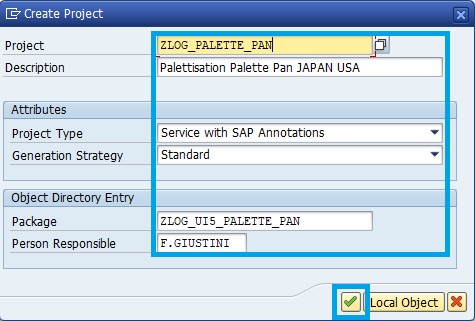 Create Project
Project ZLOG_PALETTE_PAN
Description Palettisation Palette Pan JAPAN USA
Attributes
Project Type Service with SAP Annotations
Generation Strategy Standard
Object Directory Entry
Package ZLOG_UI5_PALETTE_PAN
Person Responsible F.GIUSTINI
Local Object